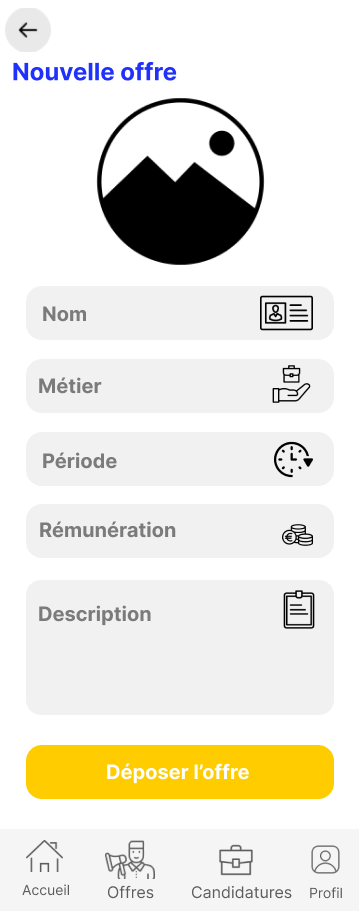 Nouvelle offre
Nom
Métier
Période
Rémunération
Description
Déposer l’offre
Accueil
Offres
Candidatures
Profil